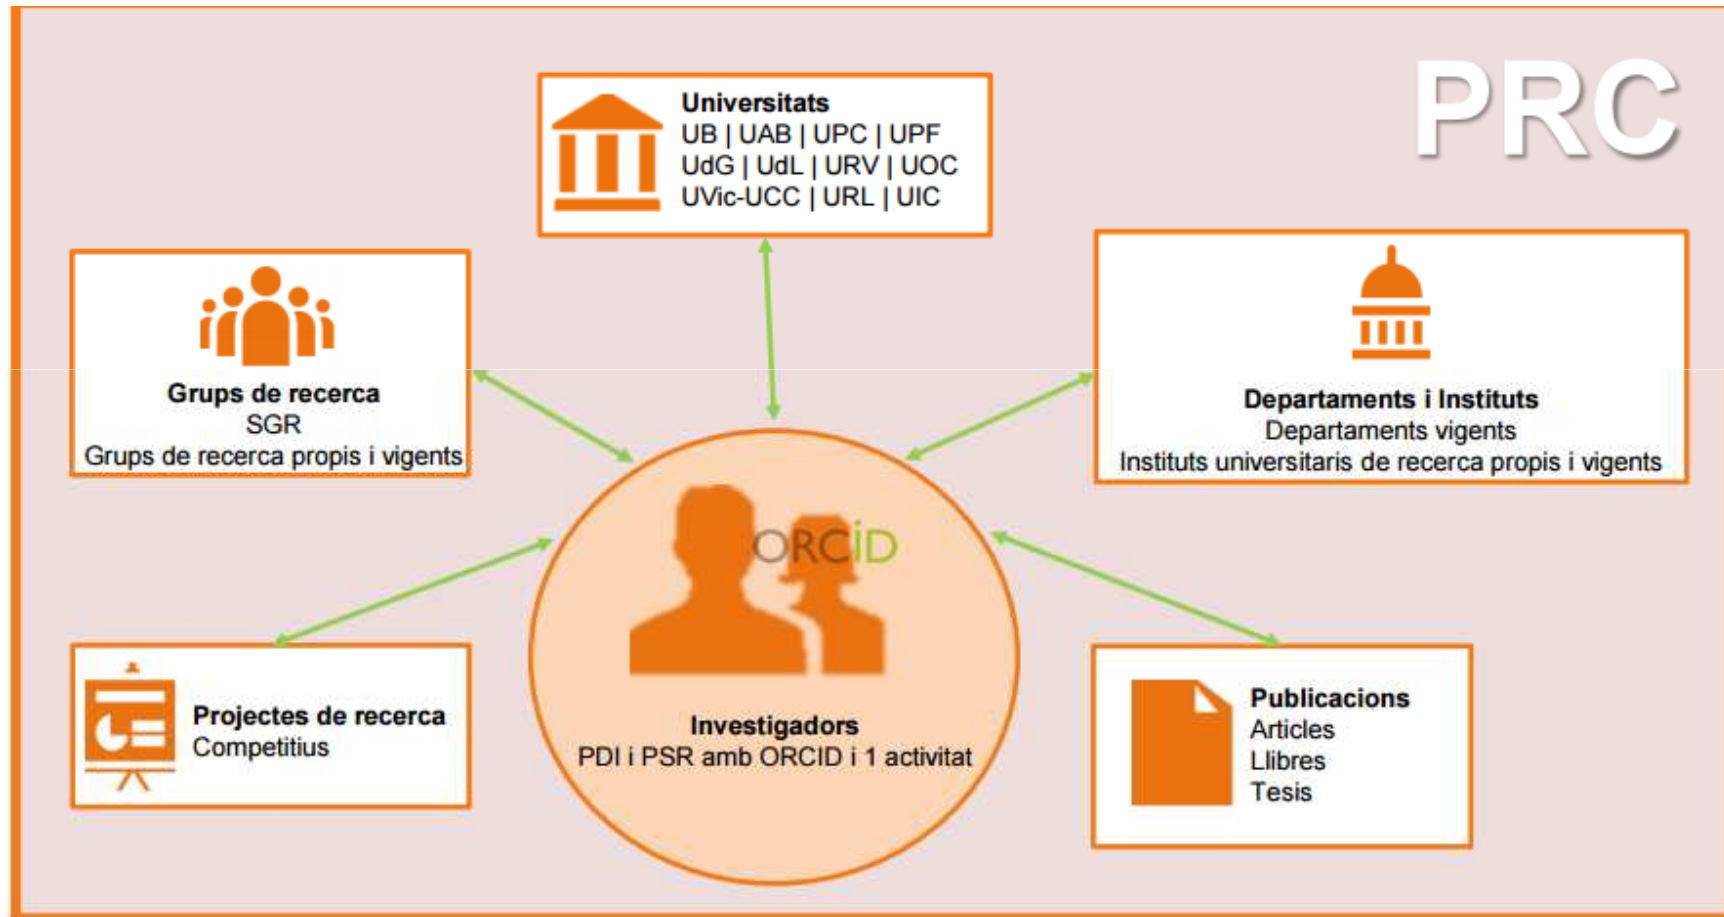 PRC
Universitats
UB | UAB | UPC | UPF
UdG | UdL | URV | UOC
UVic-UCC | URL | UIC
Grups de recerca
SGR
Grups de recerca propis i vigents
Departaments i Instituts
Departaments vigents
Instituts universitaris de recerca propis i vigents
ORCiD
Investigadors
PDI i PSR amb ORCID i 1 activitat
Projectes de recerca
Competitius
Publicacions
Articles
Llibres
Tesis